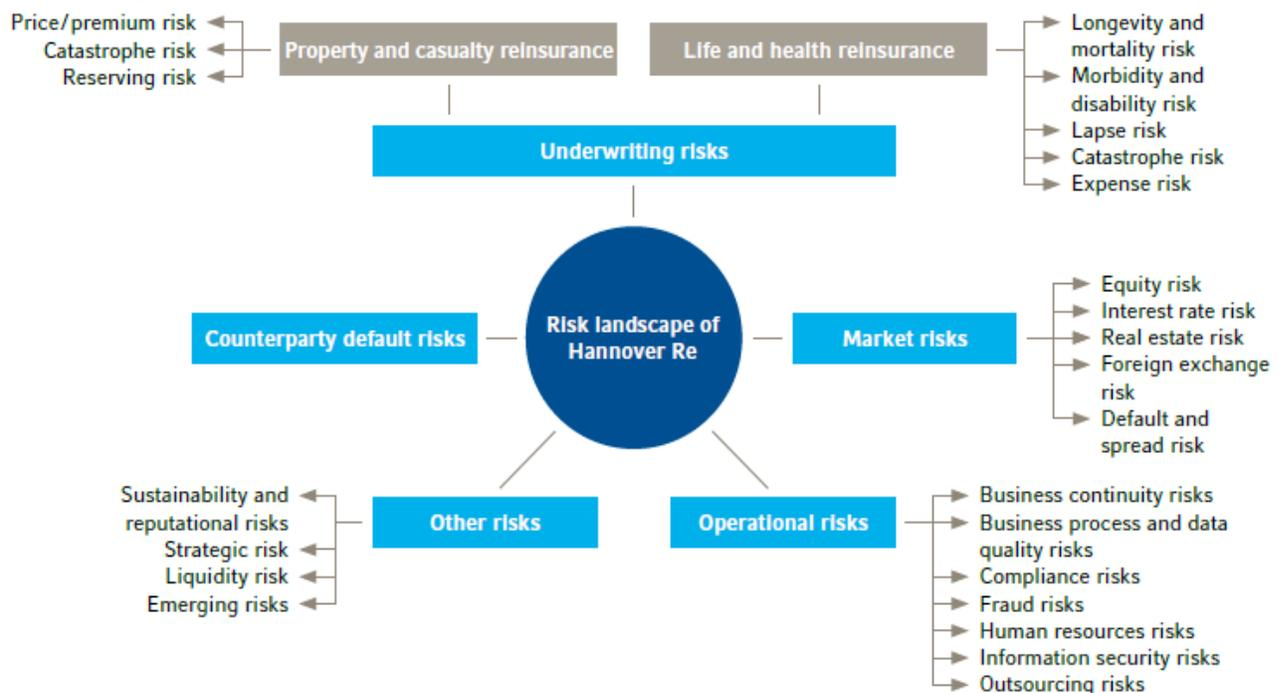 Price/premium risk
Catastrophe risk
Reserving risk
Property and casualty reinsurance
Life and health reinsurance
Longevity and
mortality risk
Morbidity and
disability risk
Lapse risk
Catastrophe risk
Expense risk
Underwriting risks
Counterparty default risks
Risk landscape of
Hannover Re
Market risks
Equity risk
Interest rate risk
Real estate risk
Foreign exchange
risk
Default and
spread risk
Sustainability and
reputational risks
Strategic risk
Liquidity risk
Emerging risks
Other risks
Operational risks
Business continuity risks
Business process and data
quality risks
Compliance risks
Fraud risks
Human resources risks
Information security risks
Outsourcing risks